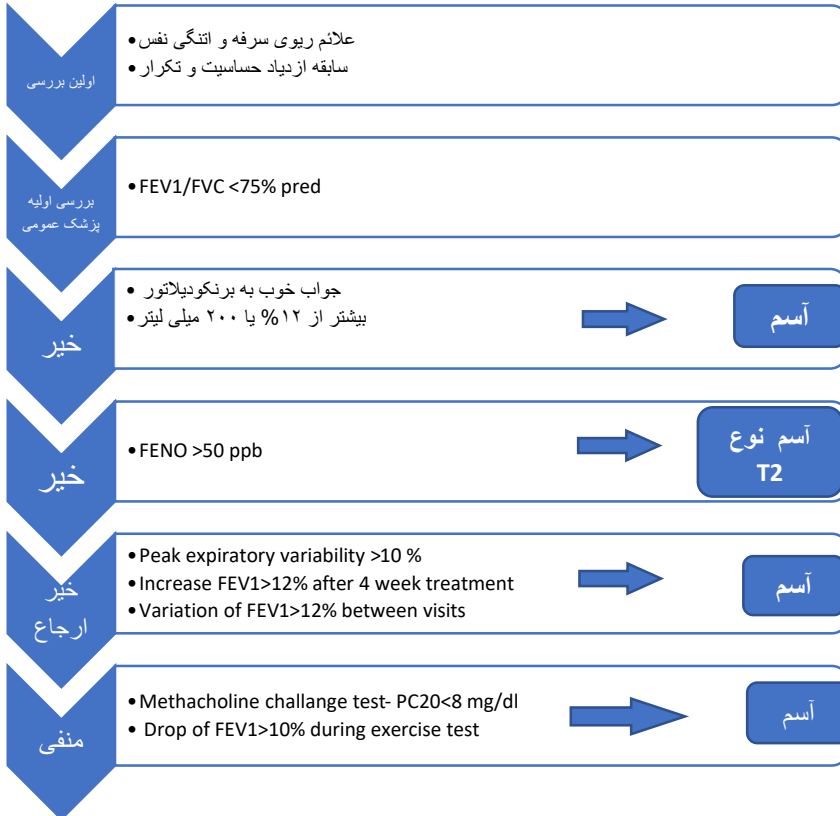 اولین بررسی
علائم ریوی سرفه و اتنگی نفس
سابقه ازدیاد حساسیت و تکرار
بررسی اولیه
پزشک عمومی
FEV1/FVC <75% pred
خیر
جواب خوب به برنکودیلاتور
بیشتر از ۱۲% یا ۲۰۰ میلی لیتر
آسم
خیر
FENO >50 ppb
آسم نوع
T2
خیر
ارجاع
Peak expiratory variability >10 %
Increase FEV1>12% after 4 week treatment
Variation of FEV1>12% between visits
آسم
منفی
Methacholine challange test- PC20<8 mg/dl
Drop of FEV1>10% during exercise test
آسم